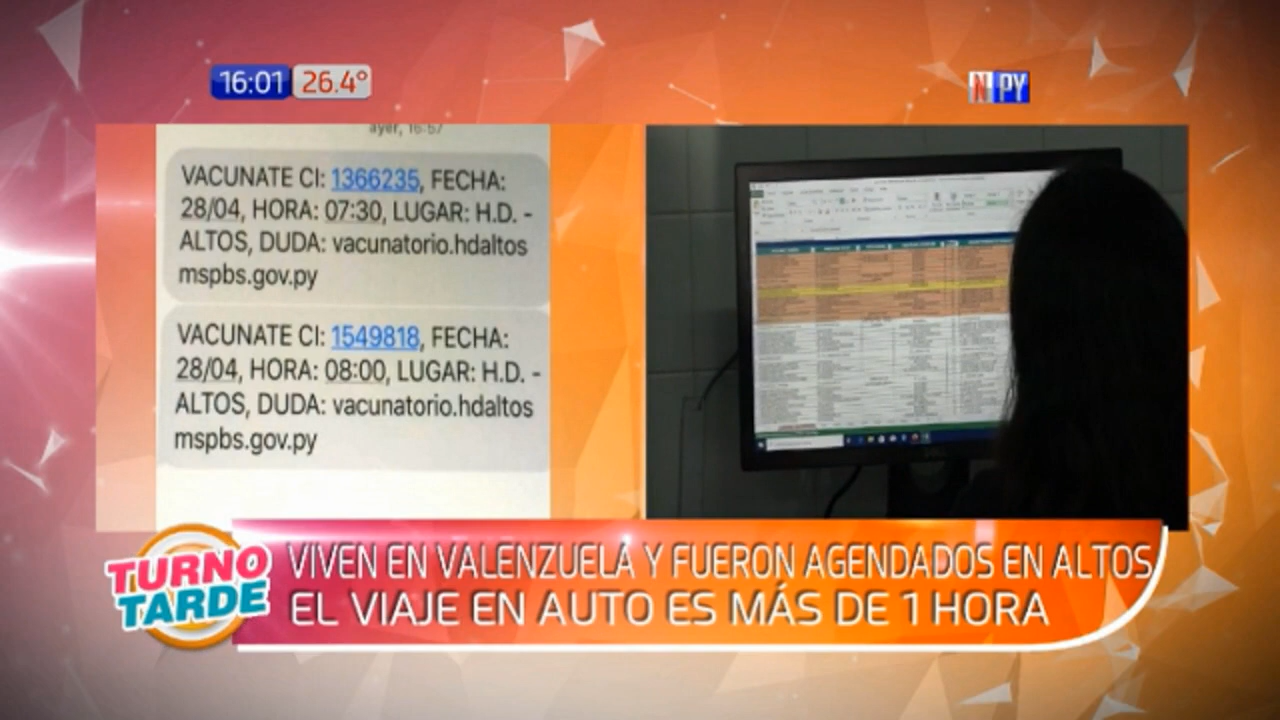 16:01 26.4°
N PY
ayer, 16:57
VACUNATE CI: 1366235, FECHA:
28/04, HORA: 07:30, LUGAR: H.D. -
ALTOS, DUDA: vacunatorio.hdaltos
mspbs.gov.py
VACUNATE CI: 1549818, FECHA:
28/04, HORA: 08:00, LUGAR: H.D. -
ALTOS, DUDA: vacunatorio.hdaltos
mspbs.gov.py
TURNO
TARDE
VIVEN EN VALENZUELA Y FUERON AGENDADOS EN ALTOS
EL VIAJE EN AUTO ES MÁS DE 1 HORA